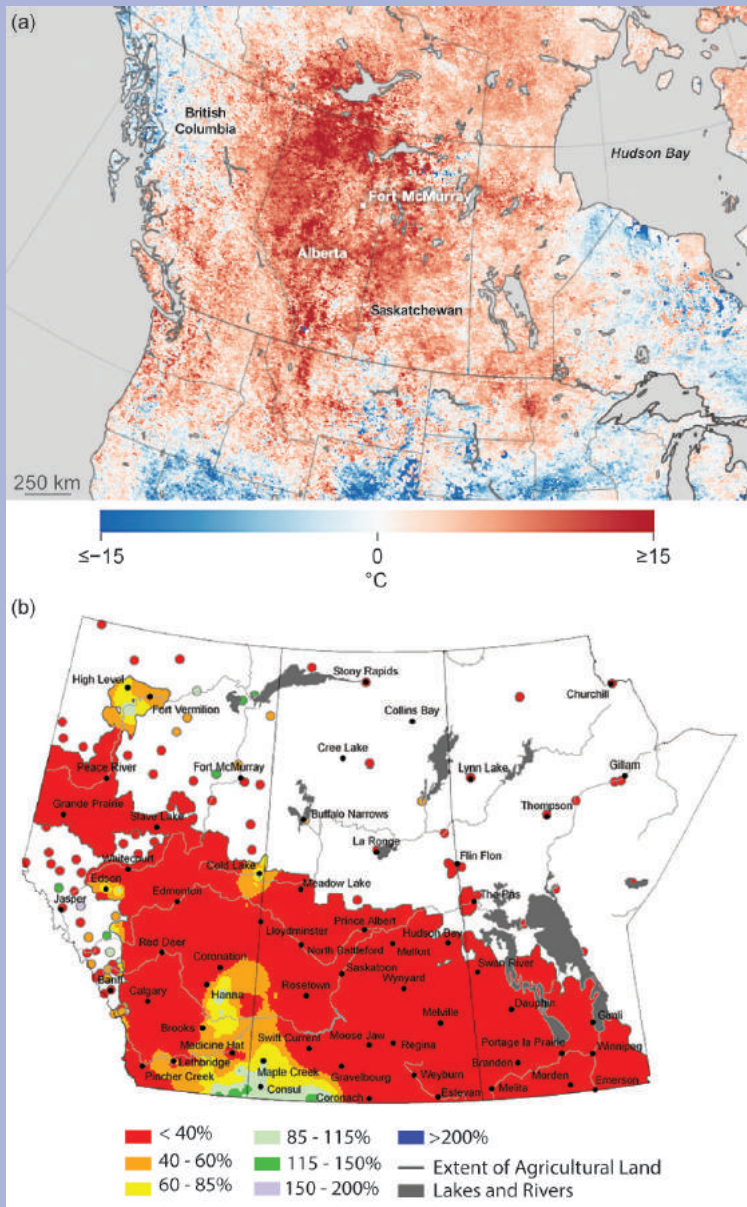 (a)
British
Columbia
Hudson Bay
Fort McMurray
Alberta
Saskatchewan
250 km
≤−15
0
≥15
°C
(b)
High Level
Fort Vermilion
Stony Rapids
Collins Bay
Churchill
Peace River
Fort McMurray
Cree Lake
Lynn Lake
Gillam
Grande Prairie
Slave Lake
Buffalo Narrows
Thompson
La Ronge
Flin Flon
Whitecourt
Cold Lake
Edson
Meadow Lake
The Pas
Jasper
Edmonton
Lloydminster
Prince Albert
Hudson Bay
Red Deer
North Battleford
Melfort
Coronation
Saskatoon
Swan River
Banff
Hanna
Rosetown
Wynyard
Calgary
Dauphin
Gimli
Brooks
Melville
Medicine Hat
Swift Current
Moose Jaw
Regina
Portage la Prairie
Winnipeg
Lethbridge
Pincher Creek
Maple Creek
Gravelbourg
Weyburn
Branden
Morden
Consul
Coronach
Estevan
Melita
Emerson
< 40%
85 - 115%
>200%
40 - 60%
115 - 150%
Extent of Agricultural Land
60 - 85%
150 - 200%
Lakes and Rivers